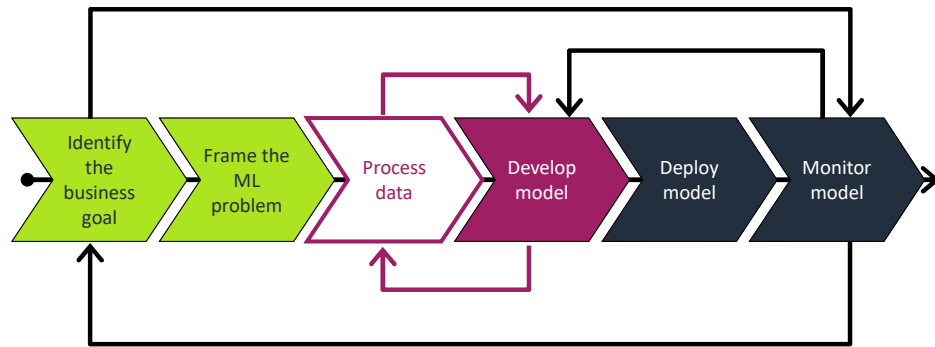 Identify
the
business
goal
Frame the
ML
problem
Process
data
Develop
model
Deploy
model
Monitor
model